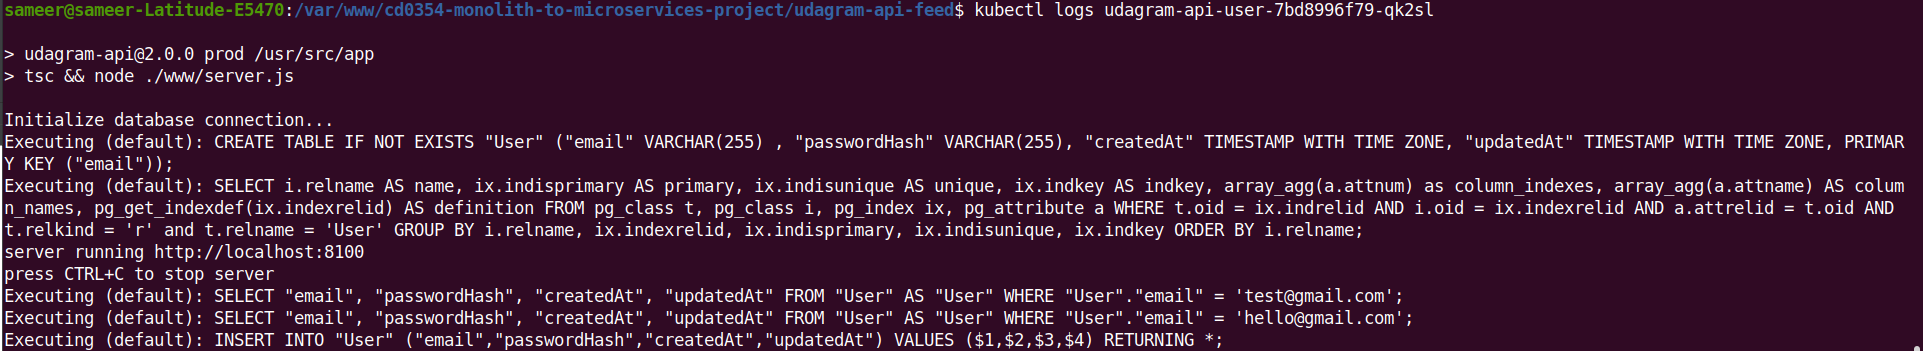 sameer@sameer-Latitude-E5470:/var/www/cd0354-monolith-to-microservices-project/udagram-api-feed$ kubectl logs udagram-api-user-7bd8996f79-qk2sl
> udagram-api@2.0.0 prod /usr/src/app
> tsc && node ./www/server.js
Initialize database connection...
Executing (default): CREATE TABLE IF NOT EXISTS "User" ("email" VARCHAR(255) , "passwordHash" VARCHAR(255), "createdAt" TIMESTAMP WITH TIME ZONE, "updatedAt" TIMESTAMP WITH TIME ZONE, PRIMAR
Y KEY ("email"));
Executing (default): SELECT i.relname AS name, ix.indisprimary AS primary, ix.indisunique AS unique, ix.indkey AS indkey, array_agg(a.attnum) as column_indexes, array_agg(a.attname) AS colum
n_names, pg_get_indexdef(ix.indexrelid) AS definition FROM pg_class t, pg_class i, pg_index ix, pg_attribute a WHERE t.oid = ix.indrelid AND i.oid = ix.indexrelid AND a.attrelid = t.oid AND
t.relkind = 'r' and t.relname = 'User' GROUP BY i.relname, ix.indexrelid, ix.indisprimary, ix.indisunique, ix.indkey ORDER BY i.relname;
server running http://localhost:8100
press CTRL+C to stop server
Executing (default): SELECT "email", "passwordHash", "createdAt", "updatedAt" FROM "User" AS "User" WHERE "User"."email" = 'test@gmail.com';
Executing (default): SELECT "email", "passwordHash", "createdAt", "updatedAt" FROM "User" AS "User" WHERE "User"."email" = 'hello@gmail.com';
Executing (default): INSERT INTO "User" ("email","passwordHash","createdAt","updatedAt") VALUES ($1,$2,$3,$4) RETURNING *;